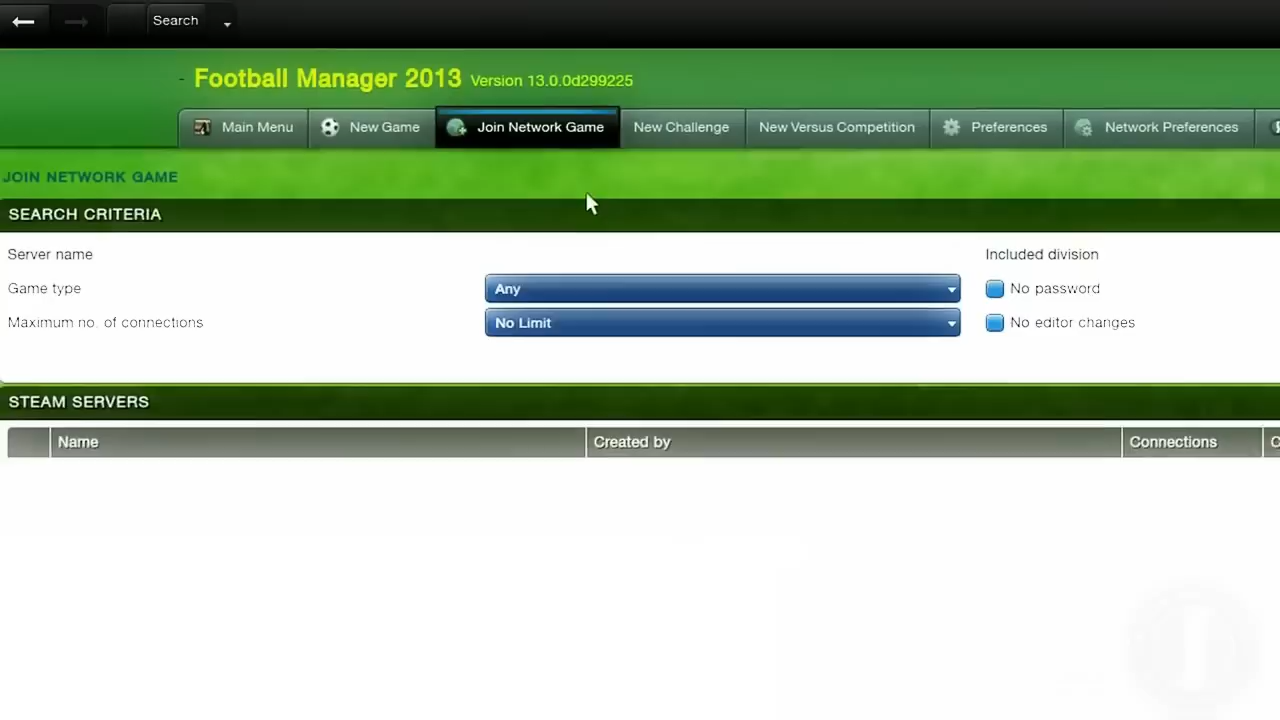 Search
- Football Manager 2013 Version 13.0.0d299225
Main Menu New Game Join Network Game New Challenge New Versus Competition Preferences Network Preferences
JOIN NETWORK GAME
SEARCH CRITERIA
Server name Included division
Game type Any No password
Maximum no. of connections No Limit No editor changes
STEAM SERVERS
Name Created by Connections